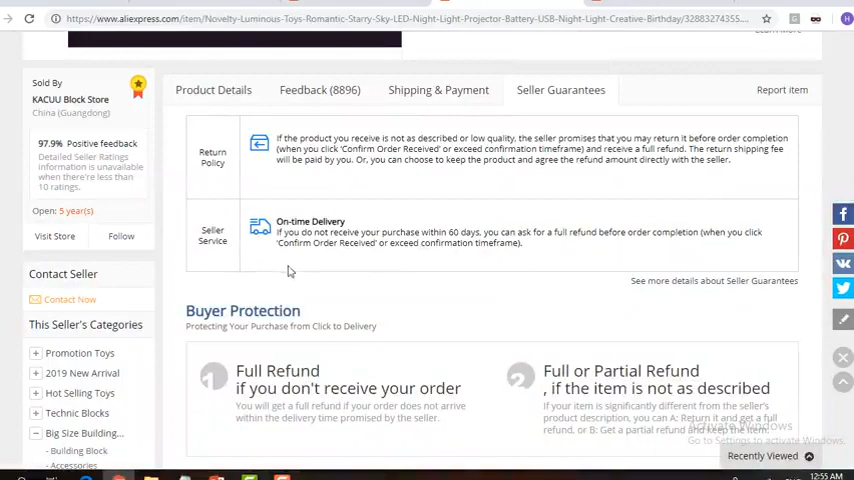 https://www.aliexpress.com/item/Novelty-Luminous-Toys-Romantic-Starry-Sky-LED-Night-Light-Projector-Battery-USB-Night-Light-Creative-Birthday/32883274355...
Sold By
KACUU Block Store
China (Guangdong)
97.9% Positive feedback
Detailed Seller Ratings
information is unavailable
when there're less than
10 ratings.
Open: 5 year(s)
Visit Store Follow
Contact Seller
Contact Now
This Seller's Categories
+ Promotion Toys
+ 2019 New Arrival
+ Hot Selling Toys
+ Technic Blocks
− Big Size Building...
- Building Block
- Accessories
Product Details Feedback (8896) Shipping & Payment Seller Guarantees Report item
Return
Policy
If the product you receive is not as described or low quality, the seller promises that you may return it before order completion
(when you click 'Confirm Order Received' or exceed confirmation timeframe) and receive a full refund. The return shipping fee
will be paid by you. Or, you can choose to keep the product and agree the refund amount directly with the seller.
Seller
Service
On-time Delivery
If you do not receive your purchase within 60 days, you can ask for a full refund before order completion (when you click
'Confirm Order Received' or exceed confirmation timeframe).
See more details about Seller Guarantees
Buyer Protection
Protecting Your Purchase from Click to Delivery
1
Full Refund
if you don't receive your order
You will get a full refund if your order does not arrive
within the delivery time promised by the seller.
2
Full or Partial Refund
, if the item is not as described
If your item is significantly different from the seller's
product description, you can A: Return it and get a full
refund, or B: Get a partial refund and keep the item.
Activate Windows
Go to Settings to activate Windows.
Recently Viewed
12:55 AM